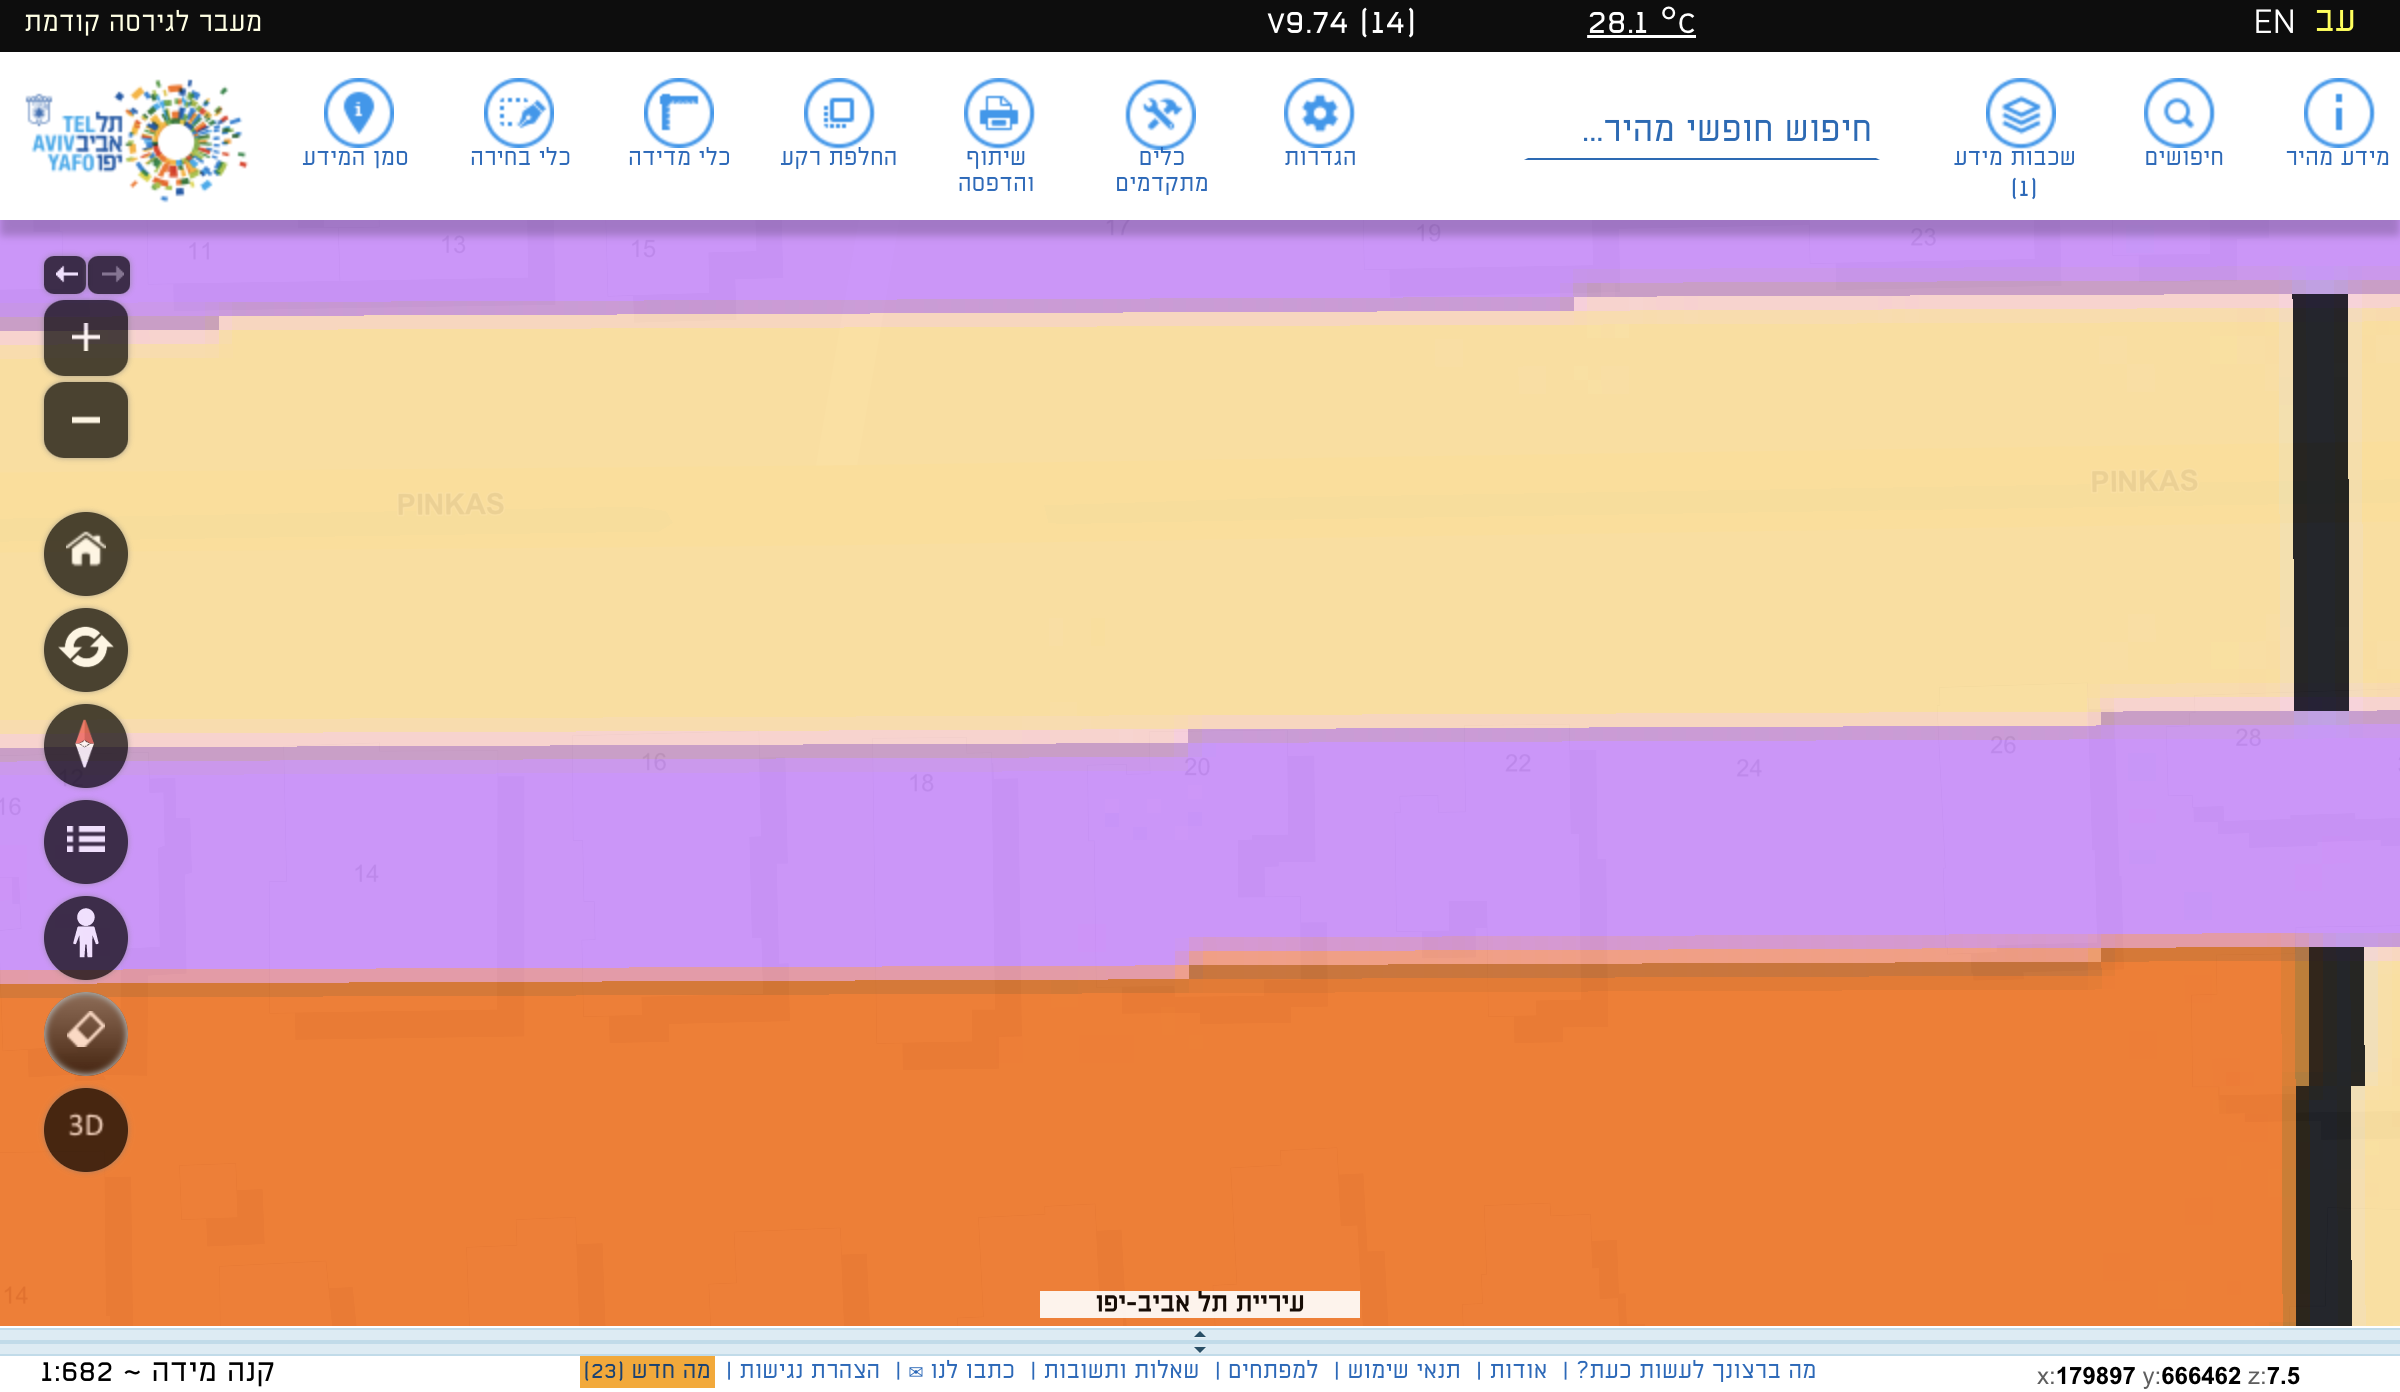 מעבר לגירסה קודמת
V9.74 (14)
28.1 °C
EN עב
תל TEL
אביב AVIV
יפו YAFO
סמן המידע
כלי בחירה
כלי מדידה
החלפת רקע
שיתוף
והדפסה
כלים
מתקדמים
הגדרות
חיפוש חופשי מהיר...
שכבות מידע
(1)
חיפושים
מידע מהיר
11
13
15
17
19
23
PINKAS
PINKAS
16
14
16
18
20
22
24
26
28
3D
14
עיריית תל אביב-יפו
קנה מידה ~ 1:682
מה ברצונך לעשות כעת? | אודות | תנאי שימוש | למפתחים | שאלות ותשובות | כתבו לנו ✉ | הצהרת נגישות | מה חדש (23)
x:179897 y:666462 z:7.5